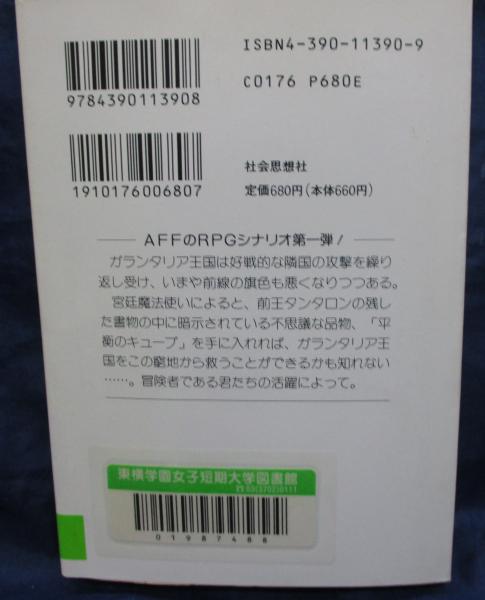 ISBN4-390-11390-9
9784390113908
C0176 P680E
1910176006807
社会思想社
定価680円(本体660円)
AFFのRPGシナリオ第一弾!
ガランタリア王国は好戦的な隣国の攻撃を繰り
返し受け、いまや前線の旗色も悪くなりつつある。
宮廷魔法使いによると、前王タンタロンの残し
た書物の中に暗示されている不思議な品物、「平
衡のキューブ」を手に入れれば、ガランタリア王
国をこの窮地から救うことができるかも知れない
……。冒険者である君たちの活躍によって。
東横学園女子短期大学図書館
☎03(3702)0111
01987488